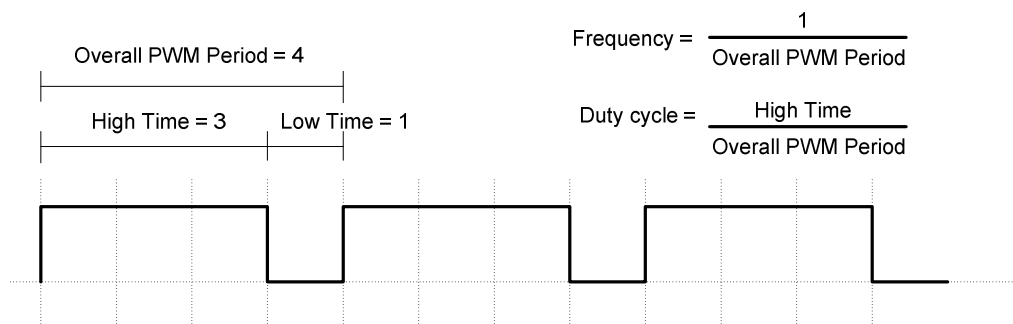 Overall PWM Period = 4
High Time = 3
Low Time = 1
Frequency =
1
Overall PWM Period
Duty cycle =
High Time
Overall PWM Period